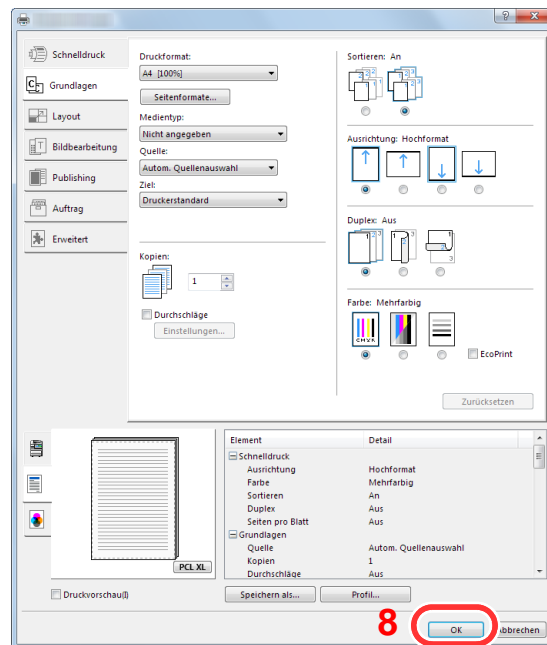 Schnelldruck
Grundlagen
Layout
Bildbearbeitung
Publishing
Auftrag
Erweitert
Druckformat:
A4 [100%]
Seitenformate...
Medientyp:
Nicht angegeben
Quelle:
Autom. Quellenauswahl
Ziel:
Druckerstandard
Kopien:
1
Durchschläge
Einstellungen...
Sortieren: An
Ausrichtung: Hochformat
Duplex: Aus
Farbe: Mehrfarbig
CMYK
EcoPrint
Zurücksetzen
PCL XL
Druckvorschau(I)
Element Detail
Schnelldruck
Ausrichtung Hochformat
Farbe Mehrfarbig
Sortieren An
Duplex Aus
Seiten pro Blatt Aus
Grundlagen
Quelle Autom. Quellenauswahl
Kopien 1
Durchschläge Aus
Speichern als... Profil...
8 OK Abbrechen